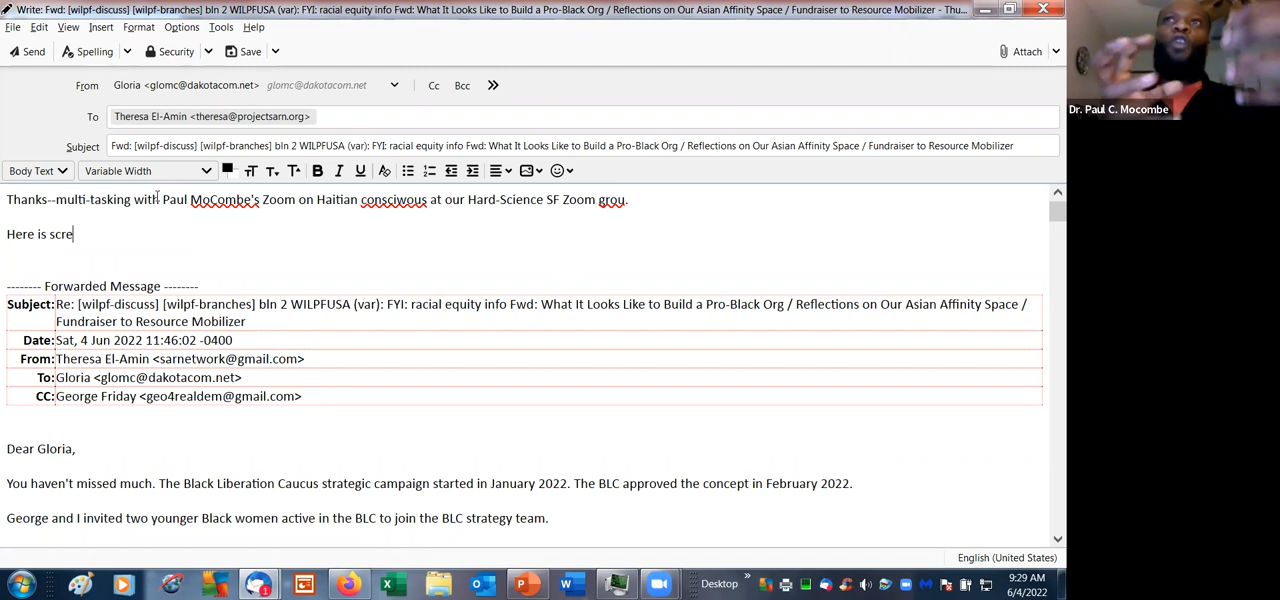 Write: Fwd: [wilpf-discuss] [wilpf-branches] bln 2 WILPFUSA (var): FYI: racial equity info Fwd: What It Looks Like to Build a Pro-Black Org / Reflections on Our Asian Affinity Space / Fundraiser to Resource Mobilizer - Thu...
File Edit View Insert Format Options Tools Help
Send Spelling Security Save Attach
From Gloria <glomc@dakotacom.net> glomc@dakotacom.net Cc Bcc
Dr. Paul C. Mocombe
To Theresa El-Amin <theresa@projectsarn.org>
Subject Fwd: [wilpf-discuss] [wilpf-branches] bln 2 WILPFUSA (var): FYI: racial equity info Fwd: What It Looks Like to Build a Pro-Black Org / Reflections on Our Asian Affinity Space / Fundraiser to Resource Mobilizer
Body Text Variable Width
Thanks--multi-tasking with Paul MoCombe's Zoom on Haitian consciwous at our Hard-Science SF Zoom grou.
Here is scre
-------- Forwarded Message --------
Subject: Re: [wilpf-discuss] [wilpf-branches] bln 2 WILPFUSA (var): FYI: racial equity info Fwd: What It Looks Like to Build a Pro-Black Org / Reflections on Our Asian Affinity Space /
Fundraiser to Resource Mobilizer
Date: Sat, 4 Jun 2022 11:46:02 -0400
From: Theresa El-Amin <sarnetwork@gmail.com>
To: Gloria <glomc@dakotacom.net>
CC: George Friday <geo4realdem@gmail.com>
Dear Gloria,
You haven't missed much. The Black Liberation Caucus strategic campaign started in January 2022. The BLC approved the concept in February 2022.
George and I invited two younger Black women active in the BLC to join the BLC strategy team.
English (United States)
Desktop
9:29 AM
6/4/2022